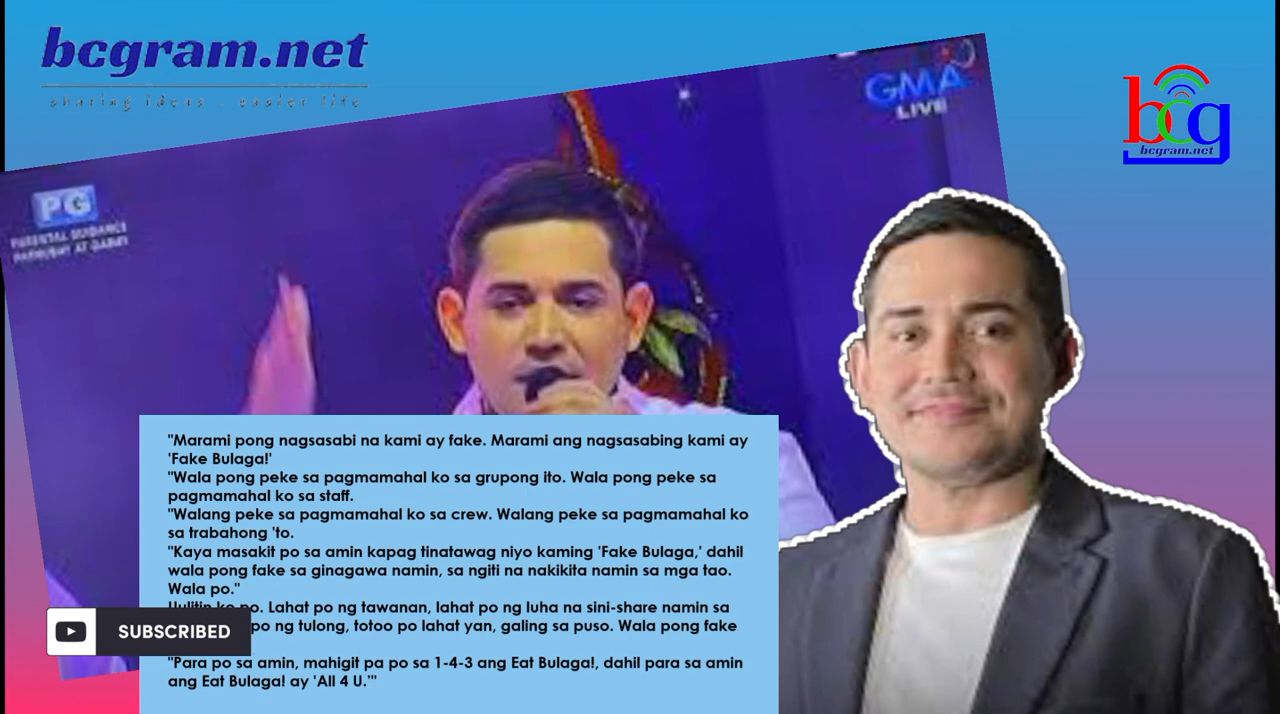 bcgram.net
sharing ideas . easier life
GMA
LIVE
bcg
bcgram.net
PG
PARENTAL GUIDANCE
PATNUBAY AT GABAY
"Marami pong nagsasabi na kami ay fake. Marami ang nagsasabing kami ay
'Fake Bulaga!'
"Wala pong peke sa pagmamahal ko sa grupong ito. Wala pong peke sa
pagmamahal ko sa staff.
"Walang peke sa pagmamahal ko sa crew. Walang peke sa pagmamahal ko
sa trabahong 'to.
"Kaya masakit po sa amin kapag tinatawag niyo kaming 'Fake Bulaga,' dahil
wala pong fake sa ginagawa namin, sa ngiti na nakikita namin sa mga tao.
Wala po."
Uulitin ko po. Lahat po ng tawanan, lahat po ng luha na sini-share namin sa
po ng tulong, totoo po lahat yan, galing sa puso. Wala pong fake
SUBSCRIBED
"Para po sa amin, mahigit pa po sa 1-4-3 ang Eat Bulaga!, dahil para sa amin
ang Eat Bulaga! ay 'All 4 U.'"